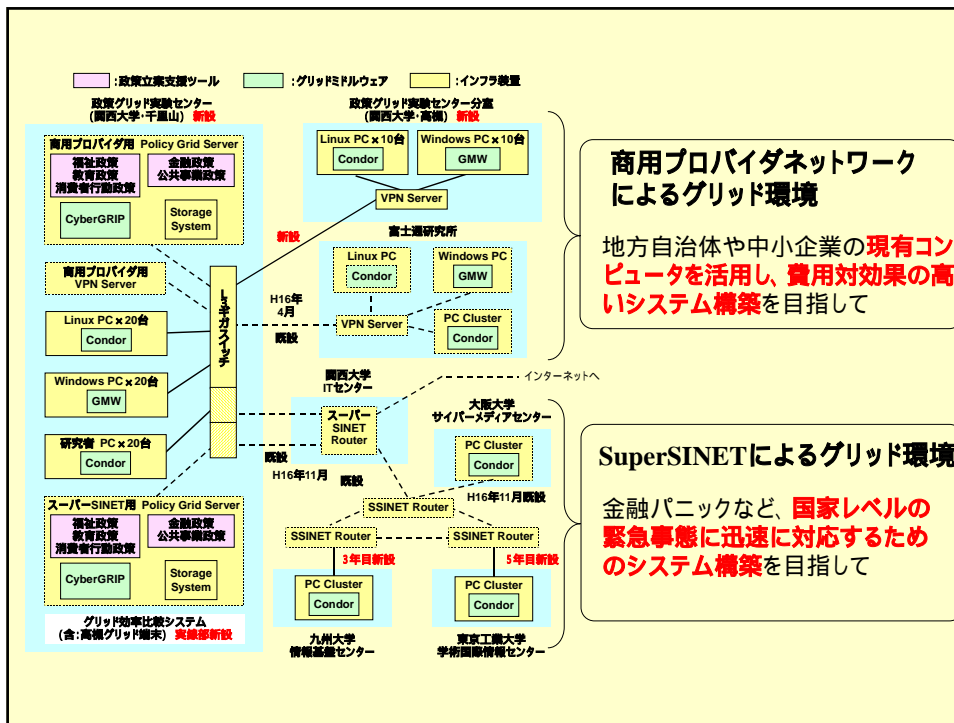 :政策立案支援ツール
:グリッドミドルウェア
:インフラ装置
政策グリッド実験センター
(関西大学・千里山) 新設
商用プロバイダ用 Policy Grid Server
福祉政策
教育政策
消費者行動政策
金融政策
公共事業政策
CyberGRIP
Storage
System
商用プロバイダ用
VPN Server
Linux PC×20台
Condor
Windows PC×20台
GMW
研究者 PC×20台
Condor
スーパーSINET用 Policy Grid Server
福祉政策
教育政策
消費者行動政策
金融政策
公共事業政策
CyberGRIP
Storage
System
グリッド効率比較システム
(含:高槻グリッド端末) 実線部新設
L3ギガスイッチ
政策グリッド実験センター分室
(関西大学・高槻) 新設
Linux PC×10台
Condor
Windows PC×10台
GMW
VPN Server
新設
富士通研究所
Linux PC
Condor
Windows PC
GMW
VPN Server
PC Cluster
Condor
H16年
4月
既設
関西大学
ITセンター
スーパー
SINET
Router
インターネットへ
既設
H16年11月
既設
大阪大学
サイバーメディアセンター
PC Cluster
Condor
H16年11月既設
SSINET Router
SSINET Router
SSINET Router
3年目新設
5年目新設
PC Cluster
Condor
九州大学
情報基盤センター
PC Cluster
Condor
東京工業大学
学術国際情報センター
商用プロバイダネットワーク
によるグリッド環境
地方自治体や中小企業の現有コン
ピュータを活用し、費用対効果の高
いシステム構築を目指して
SuperSINETによるグリッド環境
金融パニックなど、国家レベルの
緊急事態に迅速に対応するため
のシステム構築を目指して